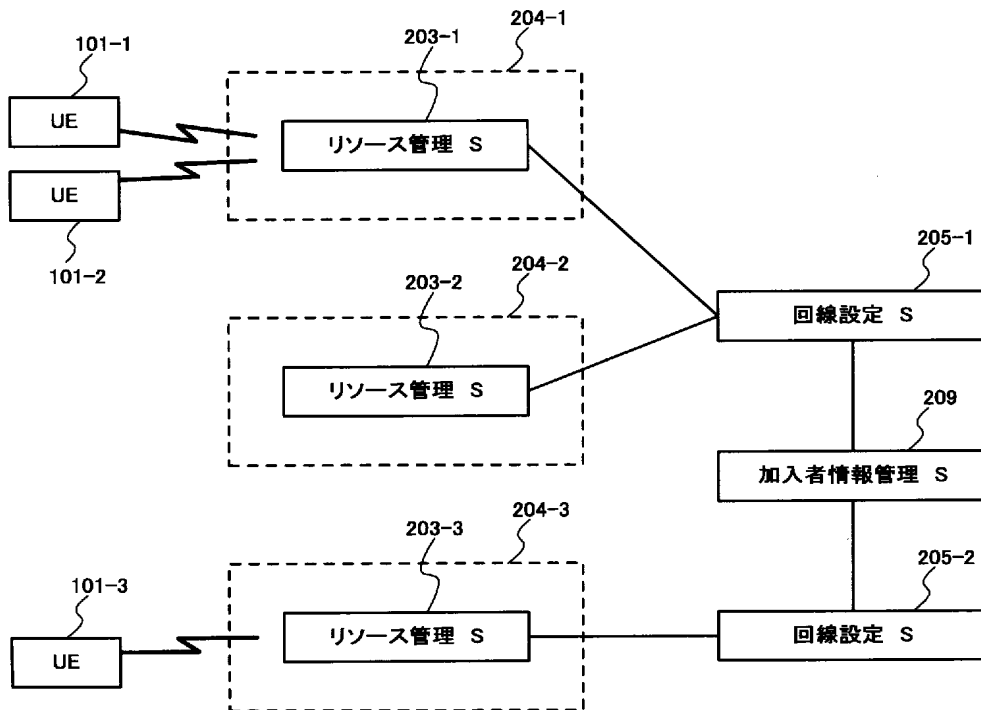 204-1
203-1
101-1
UE
リソース管理 S
UE
101-2
205-1
204-2
203-2
回線設定 S
リソース管理 S
209
加入者情報管理 S
204-3
203-3
205-2
101-3
リソース管理 S
回線設定 S
UE